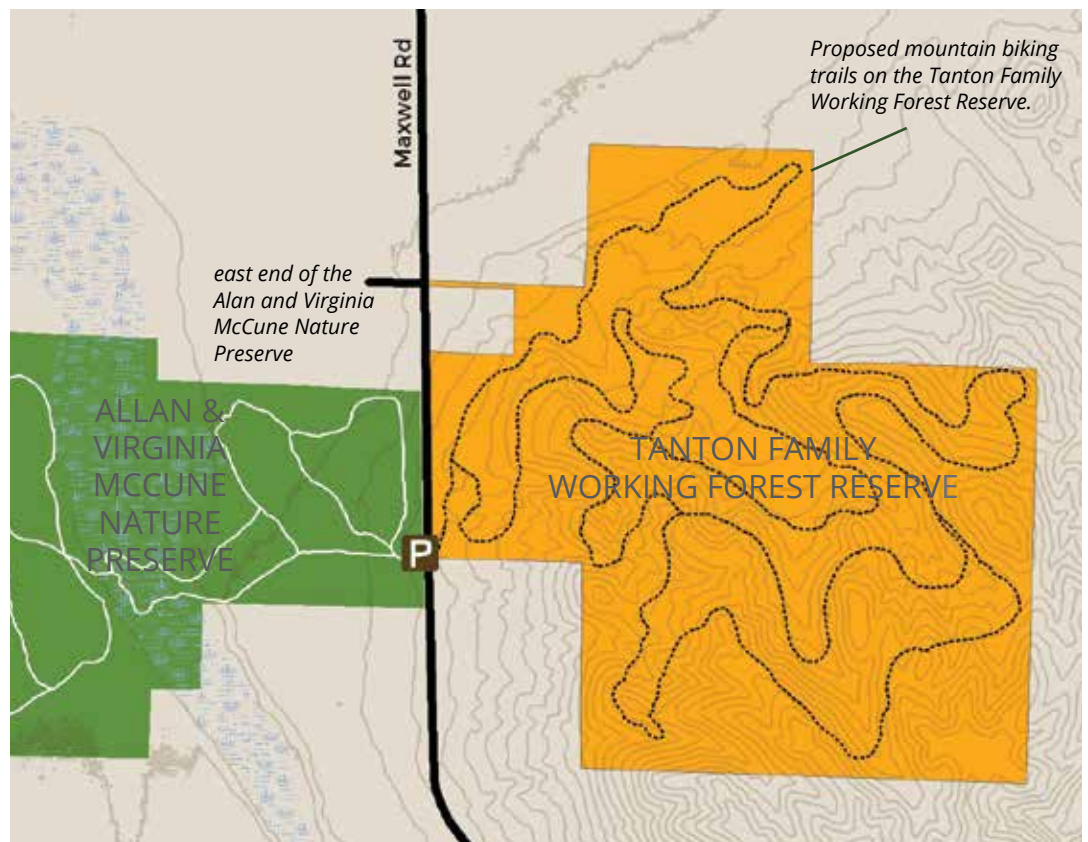 Proposed mountain biking
trails on the Tanton Family
Working Forest Reserve.
Maxwell Rd
east end of the
Alan and Virginia
McCune Nature
Preserve
ALLAN &
VIRGINIA
MCCUNE
NATURE
PRESERVE
TANTON FAMILY
WORKING FOREST RESERVE
P